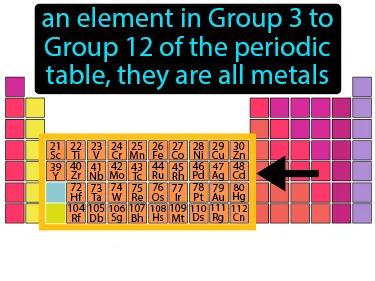 an element in Group 3 to
Group 12 of the periodic
table, they are all metals
21 22 23 24 25 26 27 28 29 30
Sc Ti V Cr Mn Fe Co Ni Cu Zn
39 40 41 42 43 44 45 46 47 48
Y Zr Nb Mo Tc Ru Rh Pd Ag Cd
72 73 74 75 76 77 78 79 80
Hf Ta W Re Os Ir Pt Au Hg
104 105 106 107 108 109 110 111 112
Rf Db Sg Bh Hs Mt Ds Rg Cn